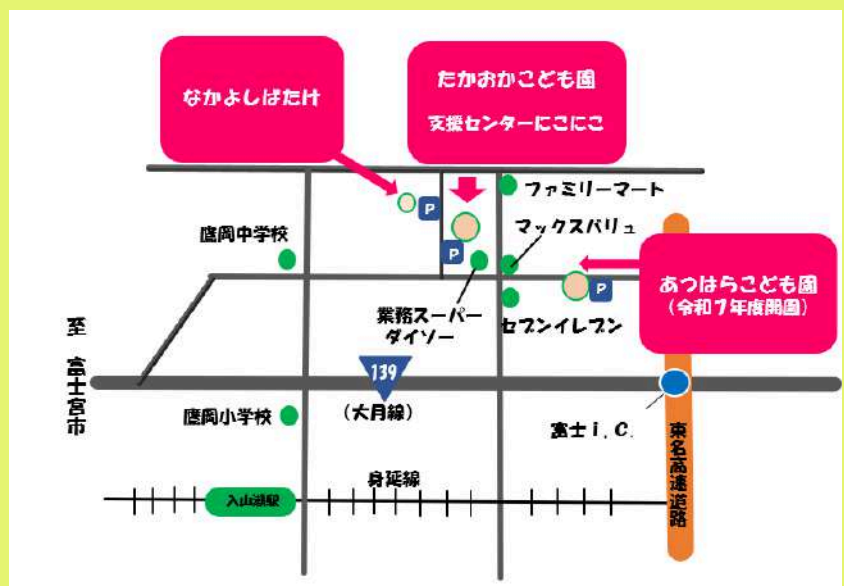 なかよしばたけ
たかおかこども園
支援センターにこにこ
ファミリーマート
P
マックスバリュ
鷹岡中学校
P
あつはらこども園
(令和7年度開園)
P
業務スーパー
ダイソー
セブンイレブン
至 富士宮市
139
(大月線)
鷹岡小学校
富士i.C.
東名高速道路
身延線
入山瀬駅